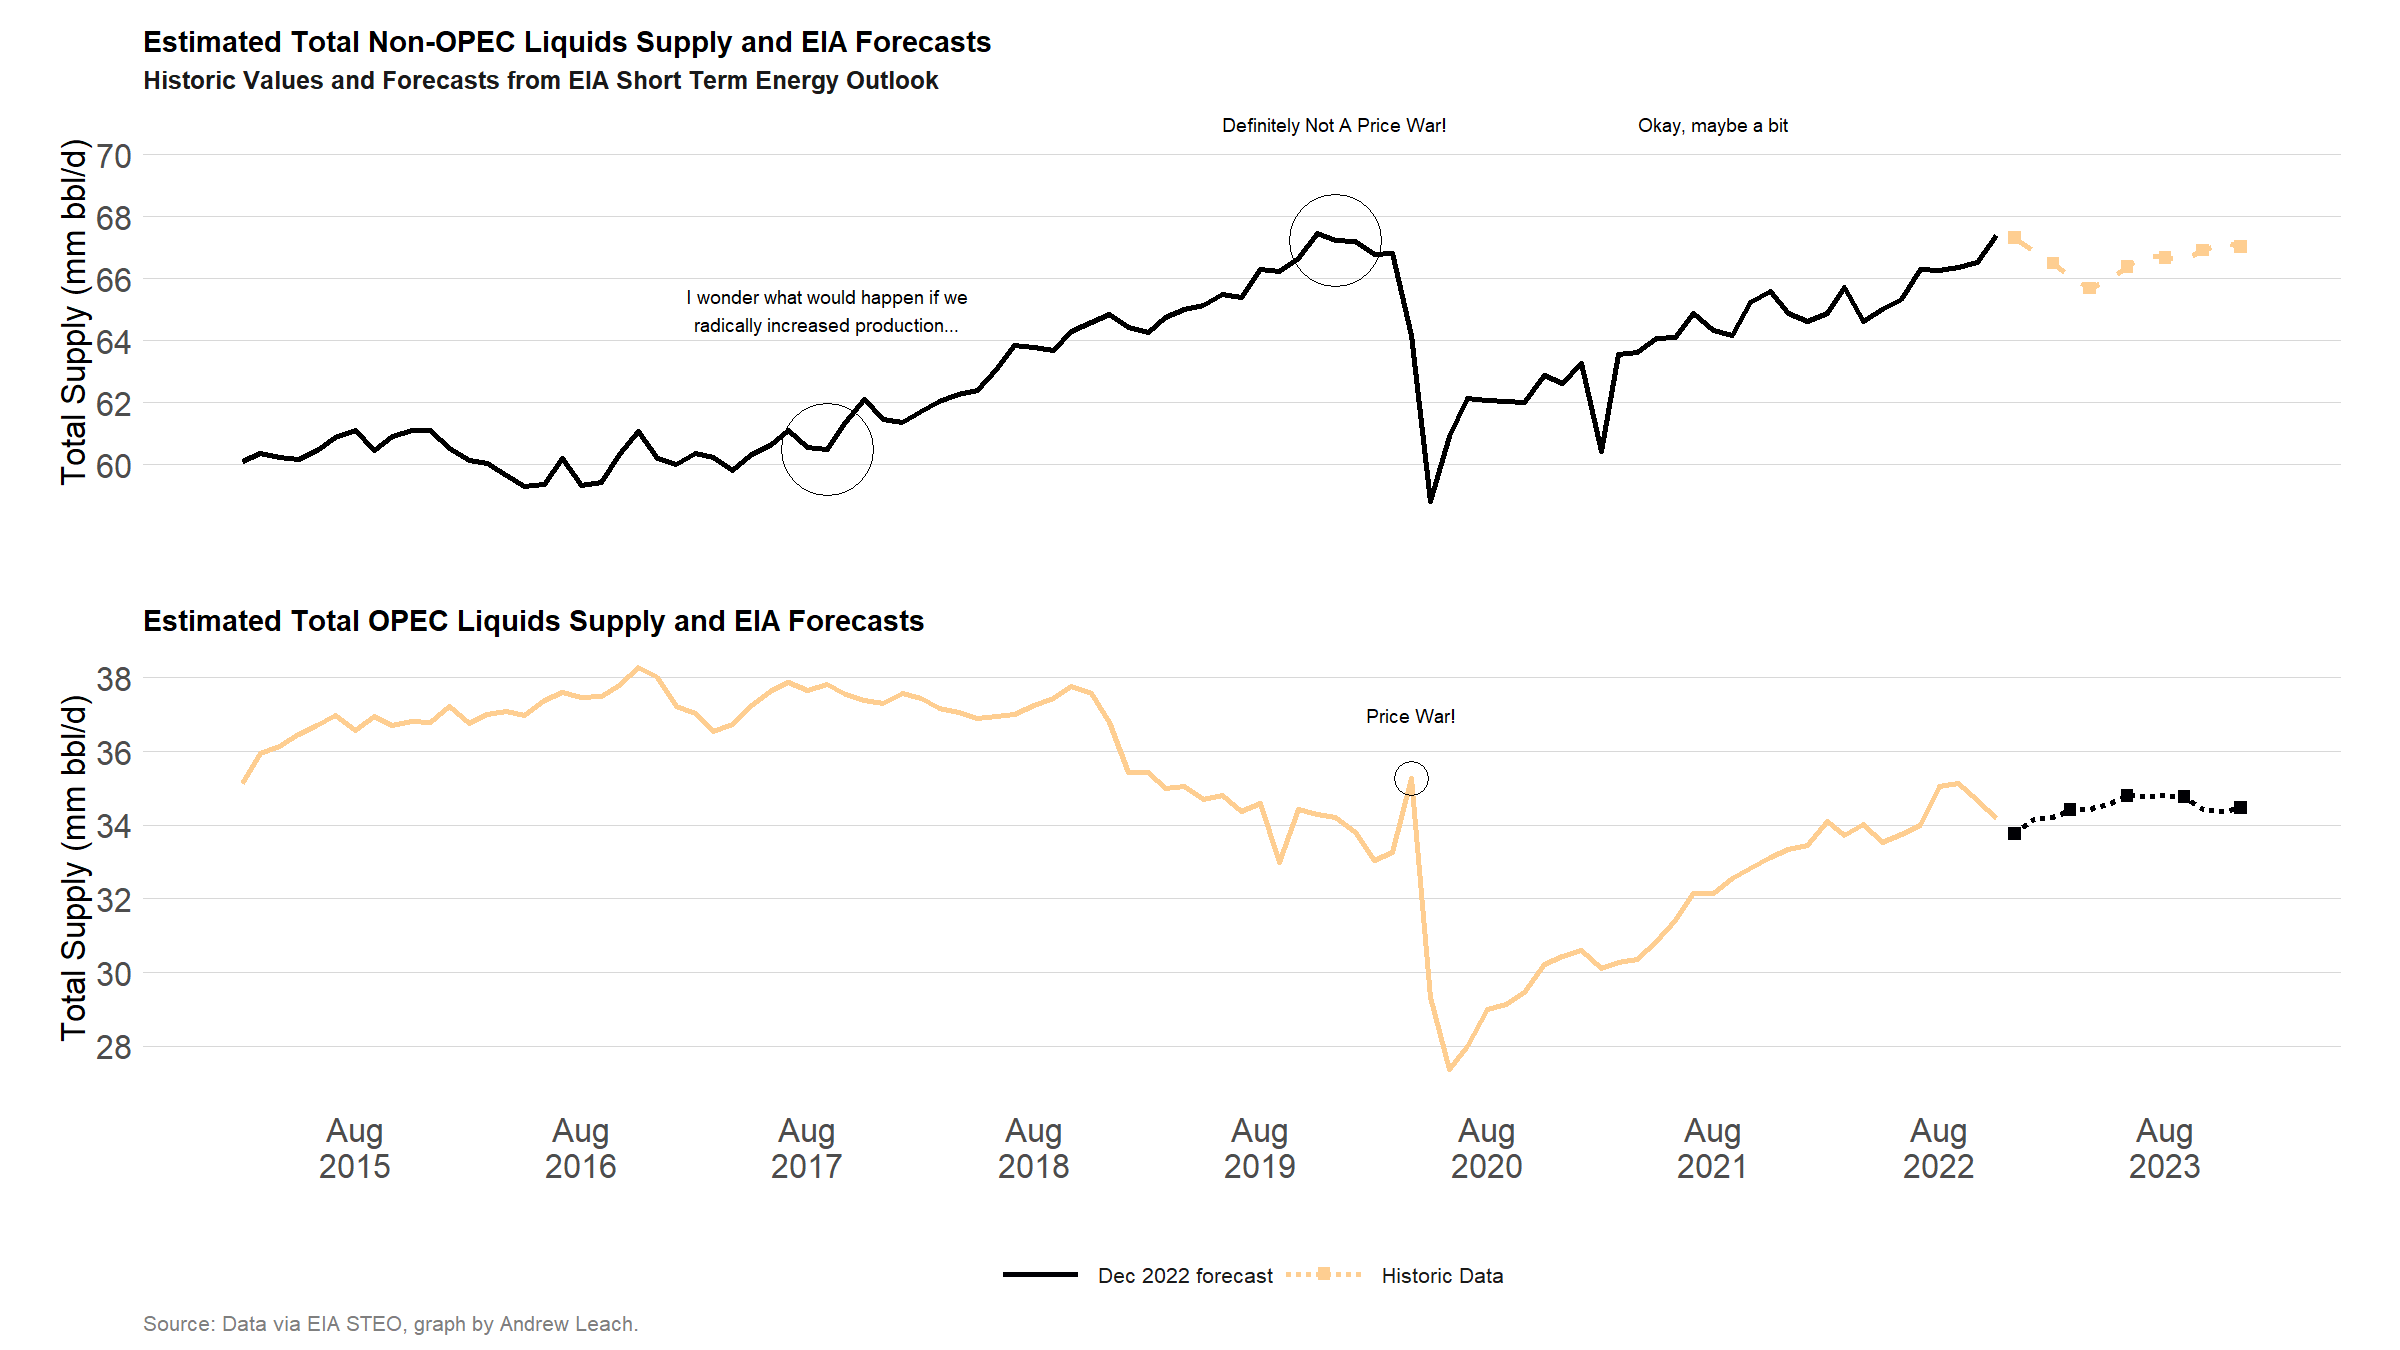 Estimated Total Non-OPEC Liquids Supply and EIA Forecasts
Historic Values and Forecasts from EIA Short Term Energy Outlook
Definitely Not A Price War!
Okay, maybe a bit
I wonder what would happen if we
radically increased production...
Total Supply (mm bbl/d)
70
68
66
64
62
60
Estimated Total OPEC Liquids Supply and EIA Forecasts
Price War!
Total Supply (mm bbl/d)
38
36
34
32
30
28
Aug
2015
Aug
2016
Aug
2017
Aug
2018
Aug
2019
Aug
2020
Aug
2021
Aug
2022
Aug
2023
Dec 2022 forecast
Historic Data
Source: Data via EIA STEO, graph by Andrew Leach.